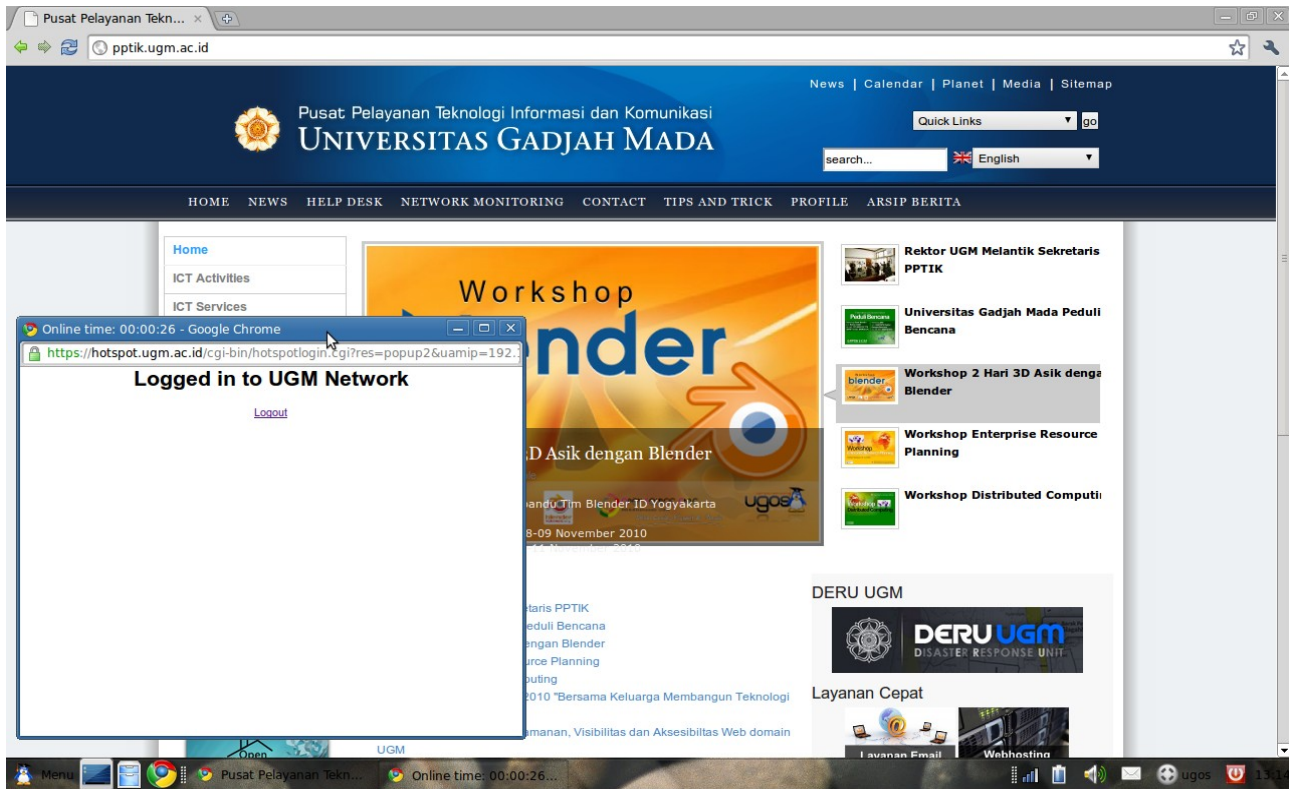 Pusat Pelayanan Tekn...
pptik.ugm.ac.id
News | Calendar | Planet | Media | Sitemap
Pusat Pelayanan Teknologi Informasi dan Komunikasi
UNIVERSITAS GADJAH MADA
Quick Links
go
search...
English
HOME NEWS HELP DESK NETWORK MONITORING CONTACT TIPS AND TRICK PROFILE ARSIP BERITA
Home
ICT Activities
ICT Services
Workshop
nder
D Asik dengan Blender
Tim Blender ID Yogyakarta
ugos
8-09 November 2010
Rektor UGM Melantik Sekretaris
PPTIK
Universitas Gadjah Mada Peduli
Bencana
Workshop 2 Hari 3D Asik denga
Blender
Workshop Enterprise Resource
Planning
Workshop Distributed Computi
Online time: 00:00:26 - Google Chrome
https://hotspot.ugm.ac.id/cgi-bin/hotspotlogin.cgi?res=popup2&uamip=192.
Logged in to UGM Network
Logout
taris PPTIK
eduli Bencana
engan Blender
urce Planning
puting
2010 "Bersama Keluarga Membangun Teknologi
amanan, Visibilitas dan Aksesibiltas Web domain
UGM
Open
DERU UGM
DERU UGM
DISASTER RESPONSE UNIT
Layanan Cepat
Layanan Email
Webhosting
Menu
Pusat Pelayanan Tekn...
Online time: 00:00:26...
ugos
13:14